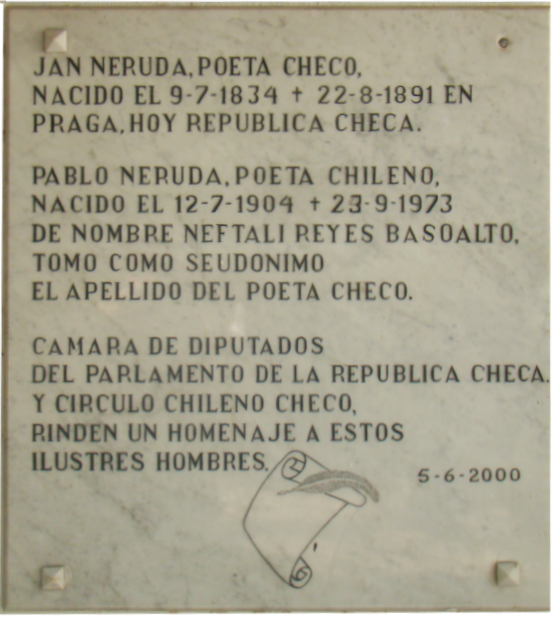 JAN NERUDA, POETA CHECO,
NACIDO EL 9-7-1834 † 22-8-1891 EN
PRAGA, HOY REPUBLICA CHECA.
PABLO NERUDA, POETA CHILENO,
NACIDO EL 12-7-1904 † 23-9-1973
DE NOMBRE NEFTALI REYES BASOALTO,
TOMO COMO SEUDONIMO
EL APELLIDO DEL POETA CHECO.
CAMARA DE DIPUTADOS
DEL PARLAMENTO DE LA REPUBLICA CHECA.
Y CIRCULO CHILENO CHECO,
RINDEN UN HOMENAJE A ESTOS
ILUSTRES HOMBRES.
5-6-2000